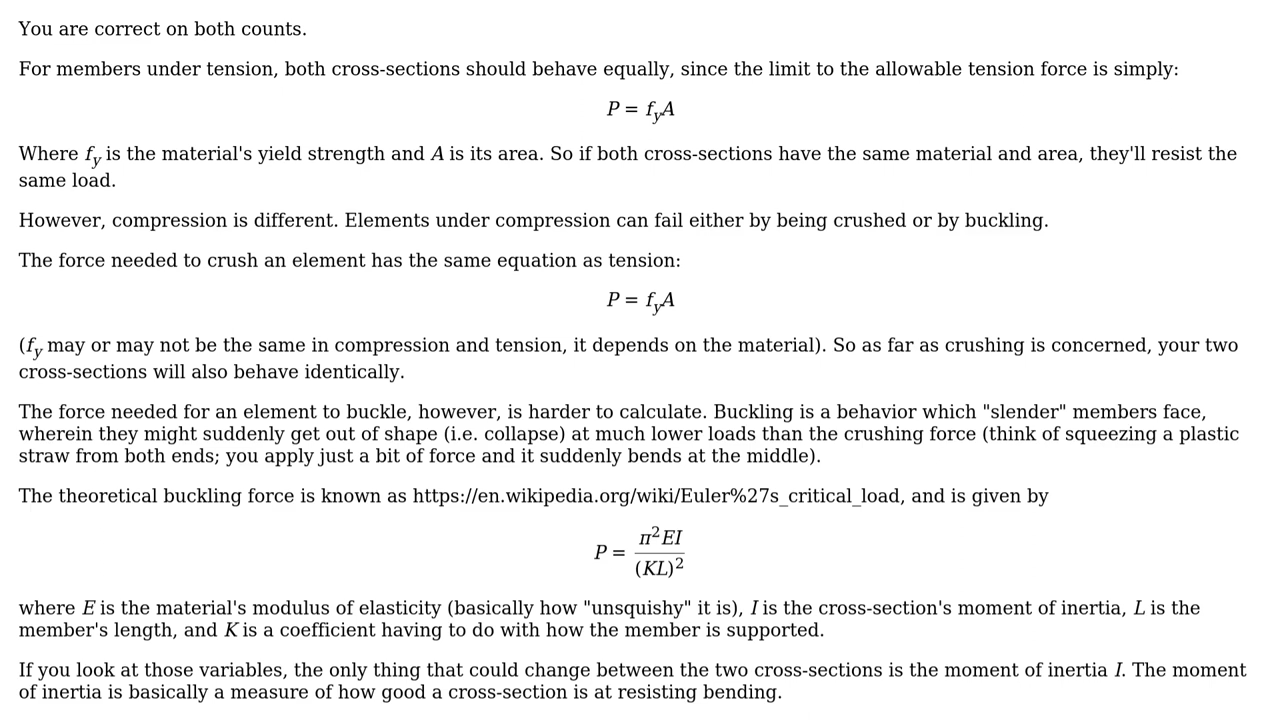 You are correct on both counts.
For members under tension, both cross-sections should behave equally, since the limit to the allowable tension force is simply:
P = f_y A
Where f_y is the material's yield strength and A is its area. So if both cross-sections have the same material and area, they'll resist the
same load.
However, compression is different. Elements under compression can fail either by being crushed or by buckling.
The force needed to crush an element has the same equation as tension:
P = f_y A
(f_y may or may not be the same in compression and tension, it depends on the material). So as far as crushing is concerned, your two
cross-sections will also behave identically.
The force needed for an element to buckle, however, is harder to calculate. Buckling is a behavior which "slender" members face,
wherein they might suddenly get out of shape (i.e. collapse) at much lower loads than the crushing force (think of squeezing a plastic
straw from both ends; you apply just a bit of force and it suddenly bends at the middle).
The theoretical buckling force is known as https://en.wikipedia.org/wiki/Euler%27s_critical_load, and is given by
P = π²EI / (KL)²
where E is the material's modulus of elasticity (basically how "unsquishy" it is), I is the cross-section's moment of inertia, L is the
member's length, and K is a coefficient having to do with how the member is supported.
If you look at those variables, the only thing that could change between the two cross-sections is the moment of inertia I. The moment
of inertia is basically a measure of how good a cross-section is at resisting bending.